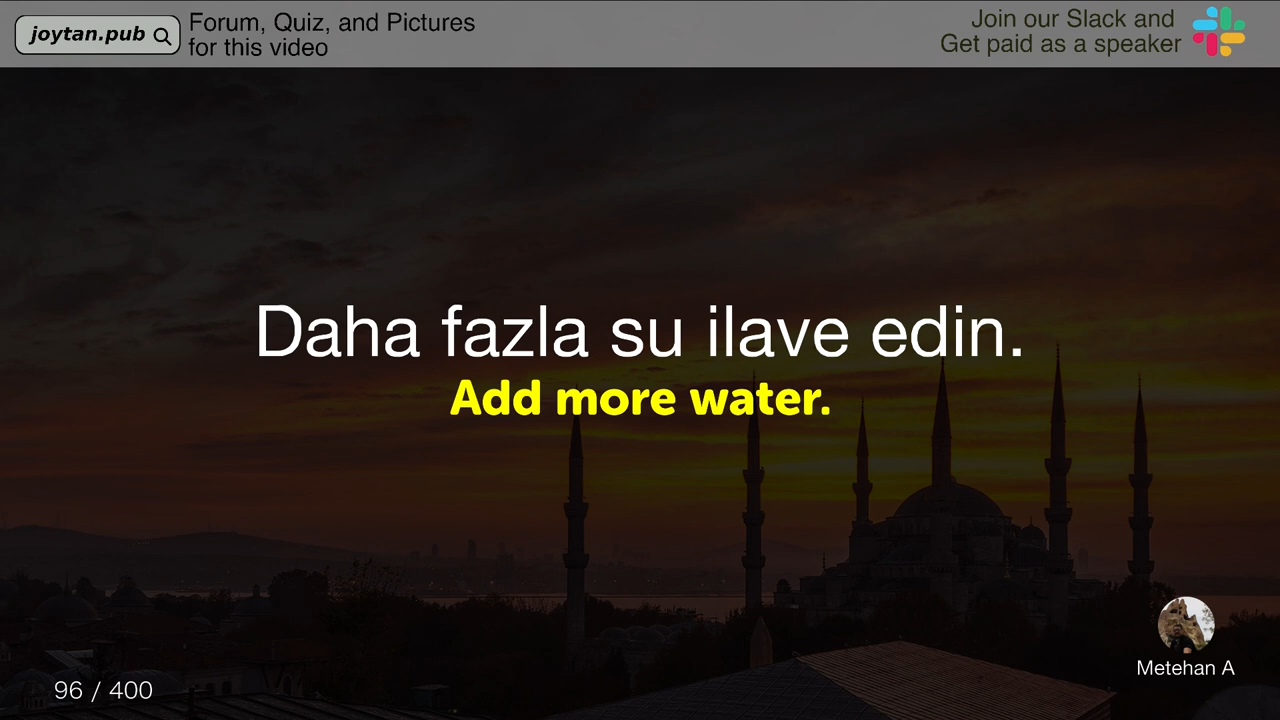 joytan.pub
Forum, Quiz, and Pictures
for this video
Join our Slack and
Get paid as a speaker
Daha fazla su ilave edin.
Add more water.
Metehan A
96 / 400